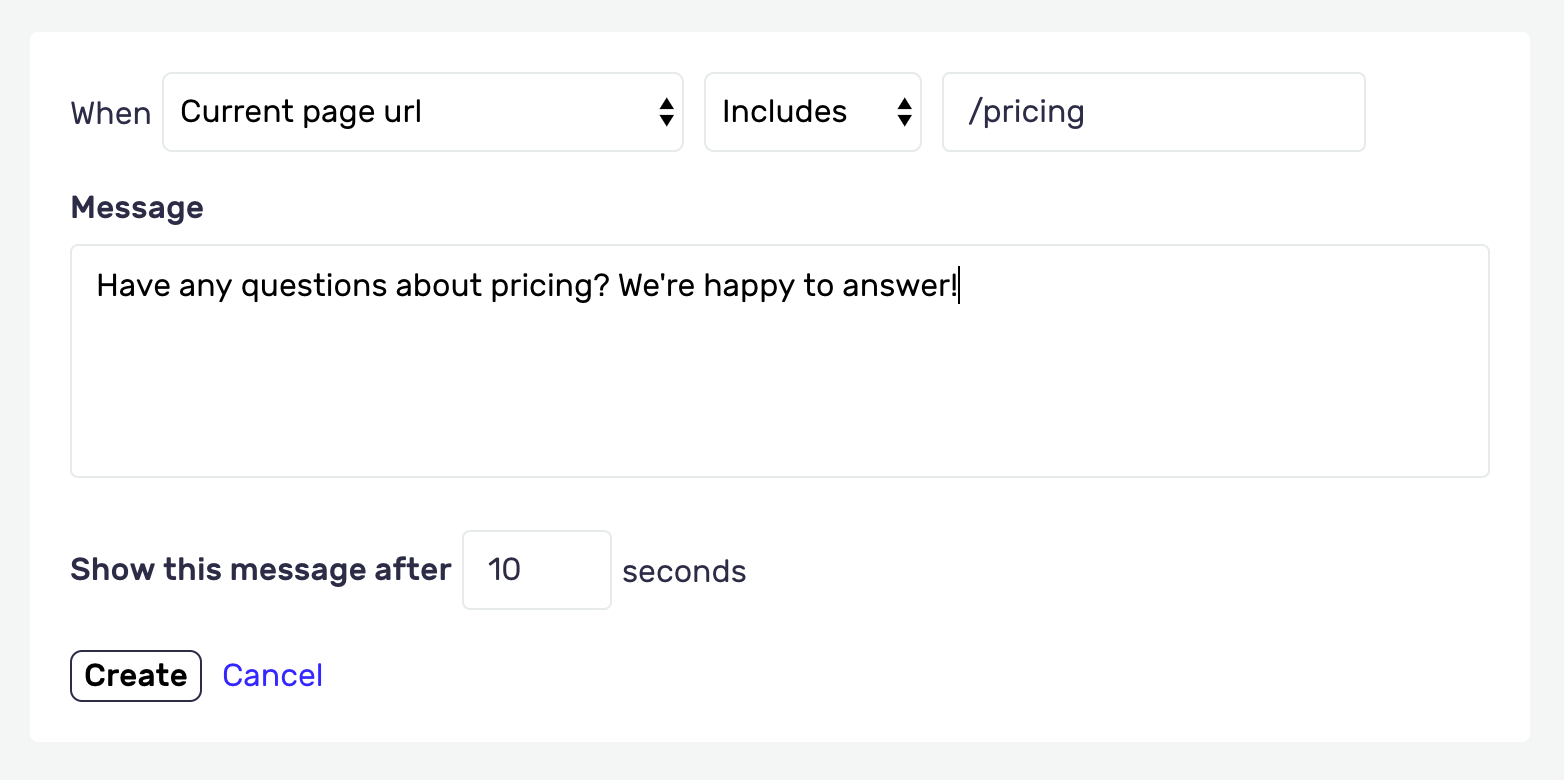 When Current page url Includes /pricing
Message
Have any questions about pricing? We're happy to answer!
Show this message after 10 seconds
Create Cancel